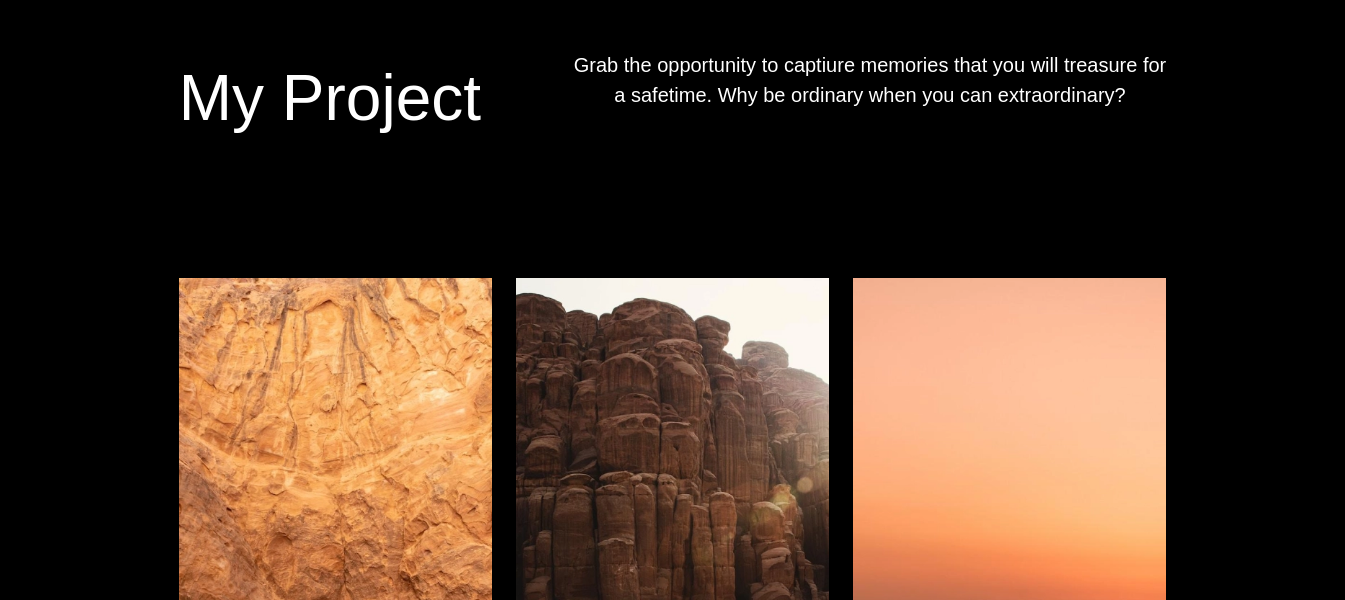 My Project
Grab the opportunity to captiure memories that you will treasure for
a safetime. Why be ordinary when you can extraordinary?